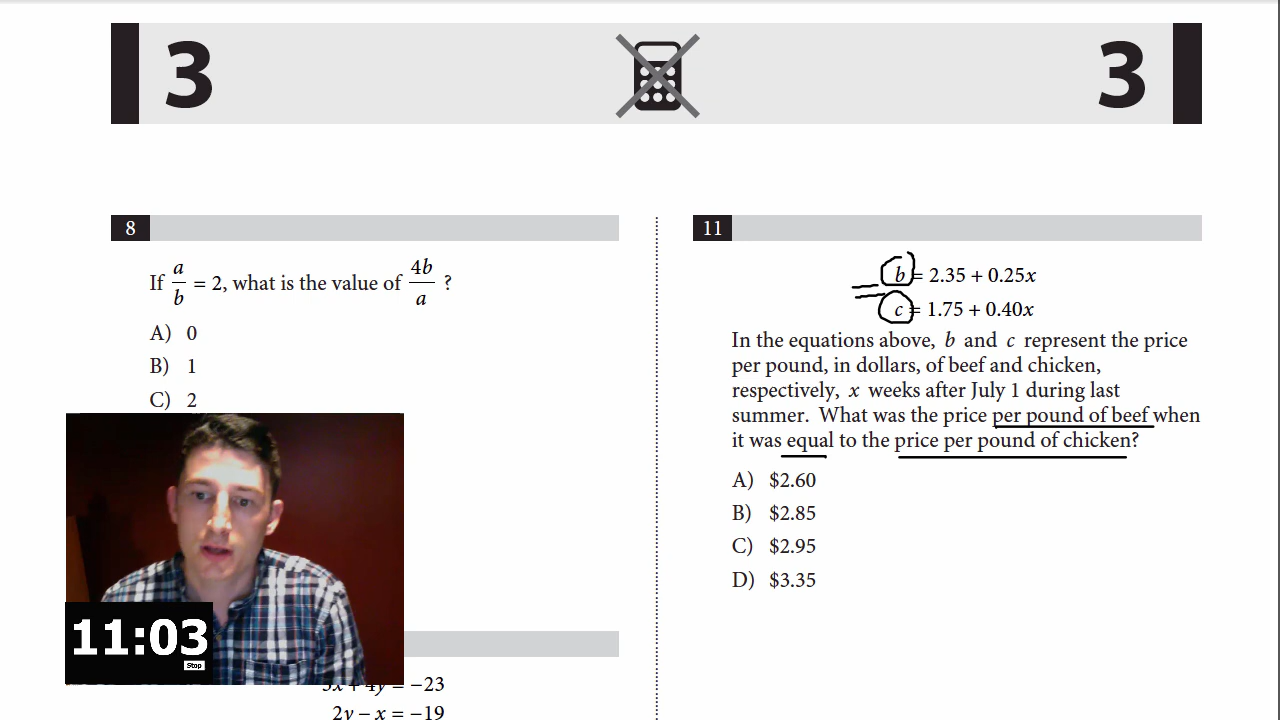 3
3
8
If a/b = 2, what is the value of 4b/a ?
A) 0
B) 1
C) 2
11:03
Stop
+ 4y = −23
2y − x = −19
11
b = 2.35 + 0.25x
c = 1.75 + 0.40x
In the equations above, b and c represent the price
per pound, in dollars, of beef and chicken,
respectively, x weeks after July 1 during last
summer. What was the price per pound of beef when
it was equal to the price per pound of chicken?
A) $2.60
B) $2.85
C) $2.95
D) $3.35